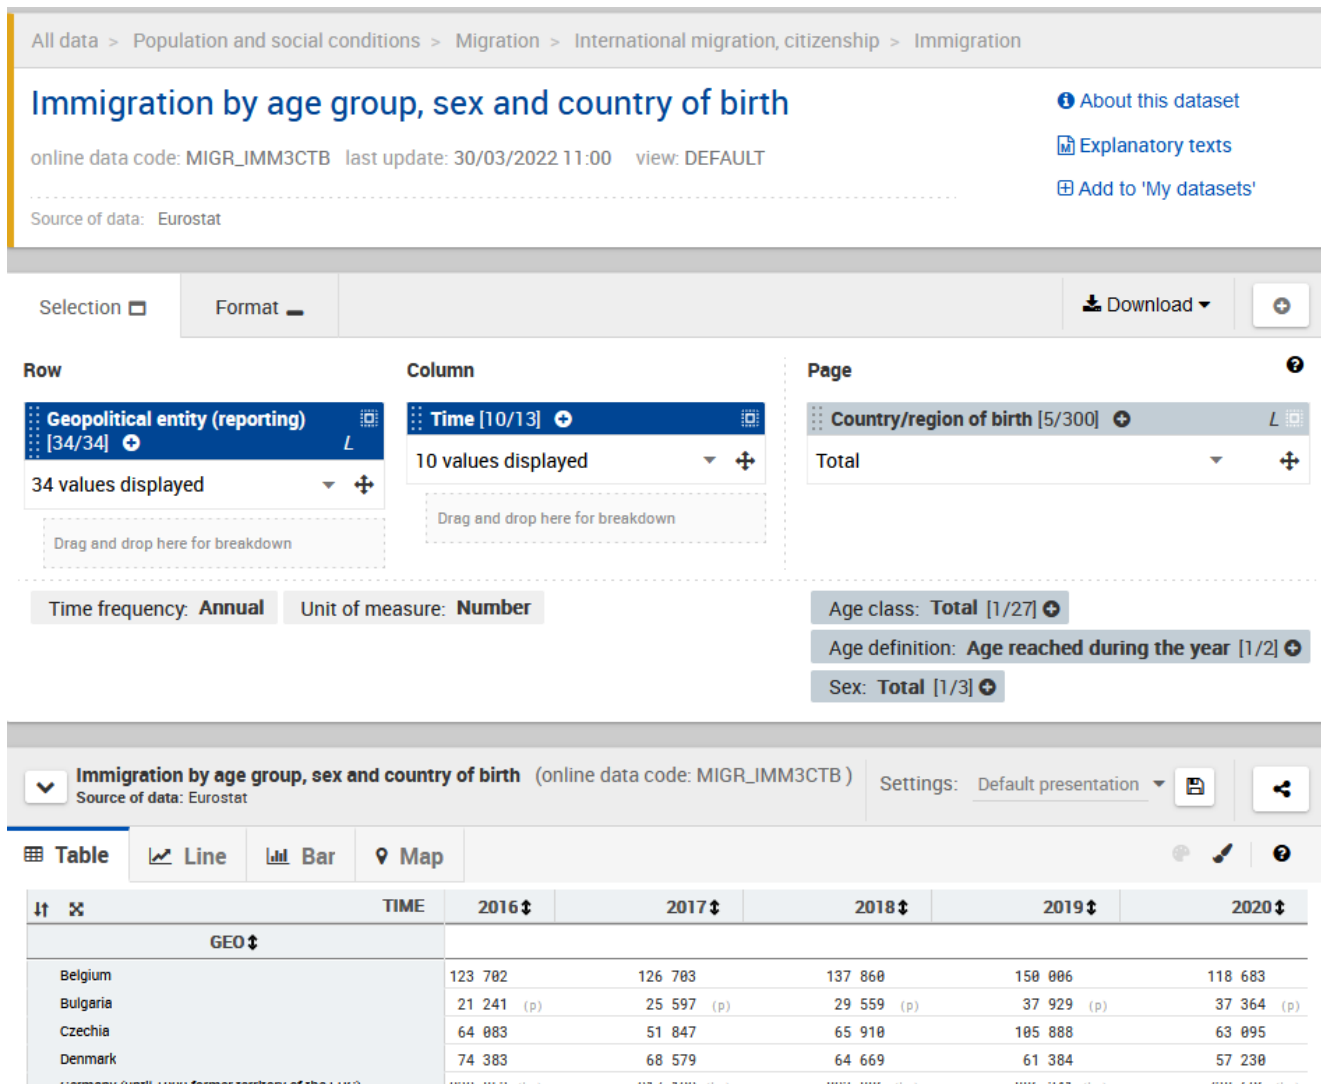 All data > Population and social conditions > Migration > International migration, citizenship > Immigration
Immigration by age group, sex and country of birth
About this dataset
online data code: MIGR_IMM3CTB last update: 30/03/2022 11:00 view: DEFAULT
Explanatory texts
Add to 'My datasets'
Source of data: Eurostat
Selection
Format
Download
Row
Column
Page
Geopolitical entity (reporting)
[34/34]
L
Time [10/13]
Country/region of birth [5/300]
L
34 values displayed
10 values displayed
Total
Drag and drop here for breakdown
Drag and drop here for breakdown
Time frequency: Annual
Unit of measure: Number
Age class: Total [1/27]
Age definition: Age reached during the year [1/2]
Sex: Total [1/3]
Immigration by age group, sex and country of birth (online data code: MIGR_IMM3CTB )
Source of data: Eurostat
Settings: Default presentation
Table
Line
Bar
Map
TIME 2016 2017 2018 2019 2020
GEO
Belgium 123 702 126 703 137 860 150 006 118 683
Bulgaria 21 241 (p) 25 597 (p) 29 559 (p) 37 929 (p) 37 364 (p)
Czechia 64 083 51 847 65 910 105 888 63 095
Denmark 74 383 68 579 64 669 61 384 57 230